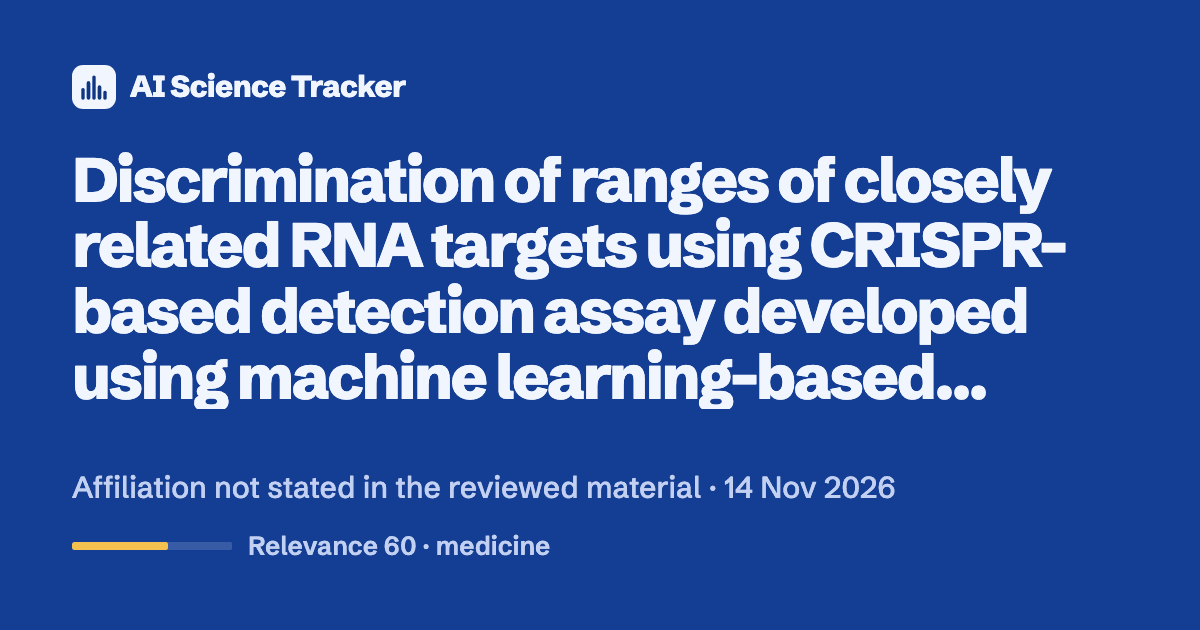 AI Science Tracker
Discrimination of ranges of closely
related RNA targets using CRISPR-
based detection assay developed
using machine learning-based...
Affiliation not stated in the reviewed material · 14 Nov 2026
Relevance 60 · medicine